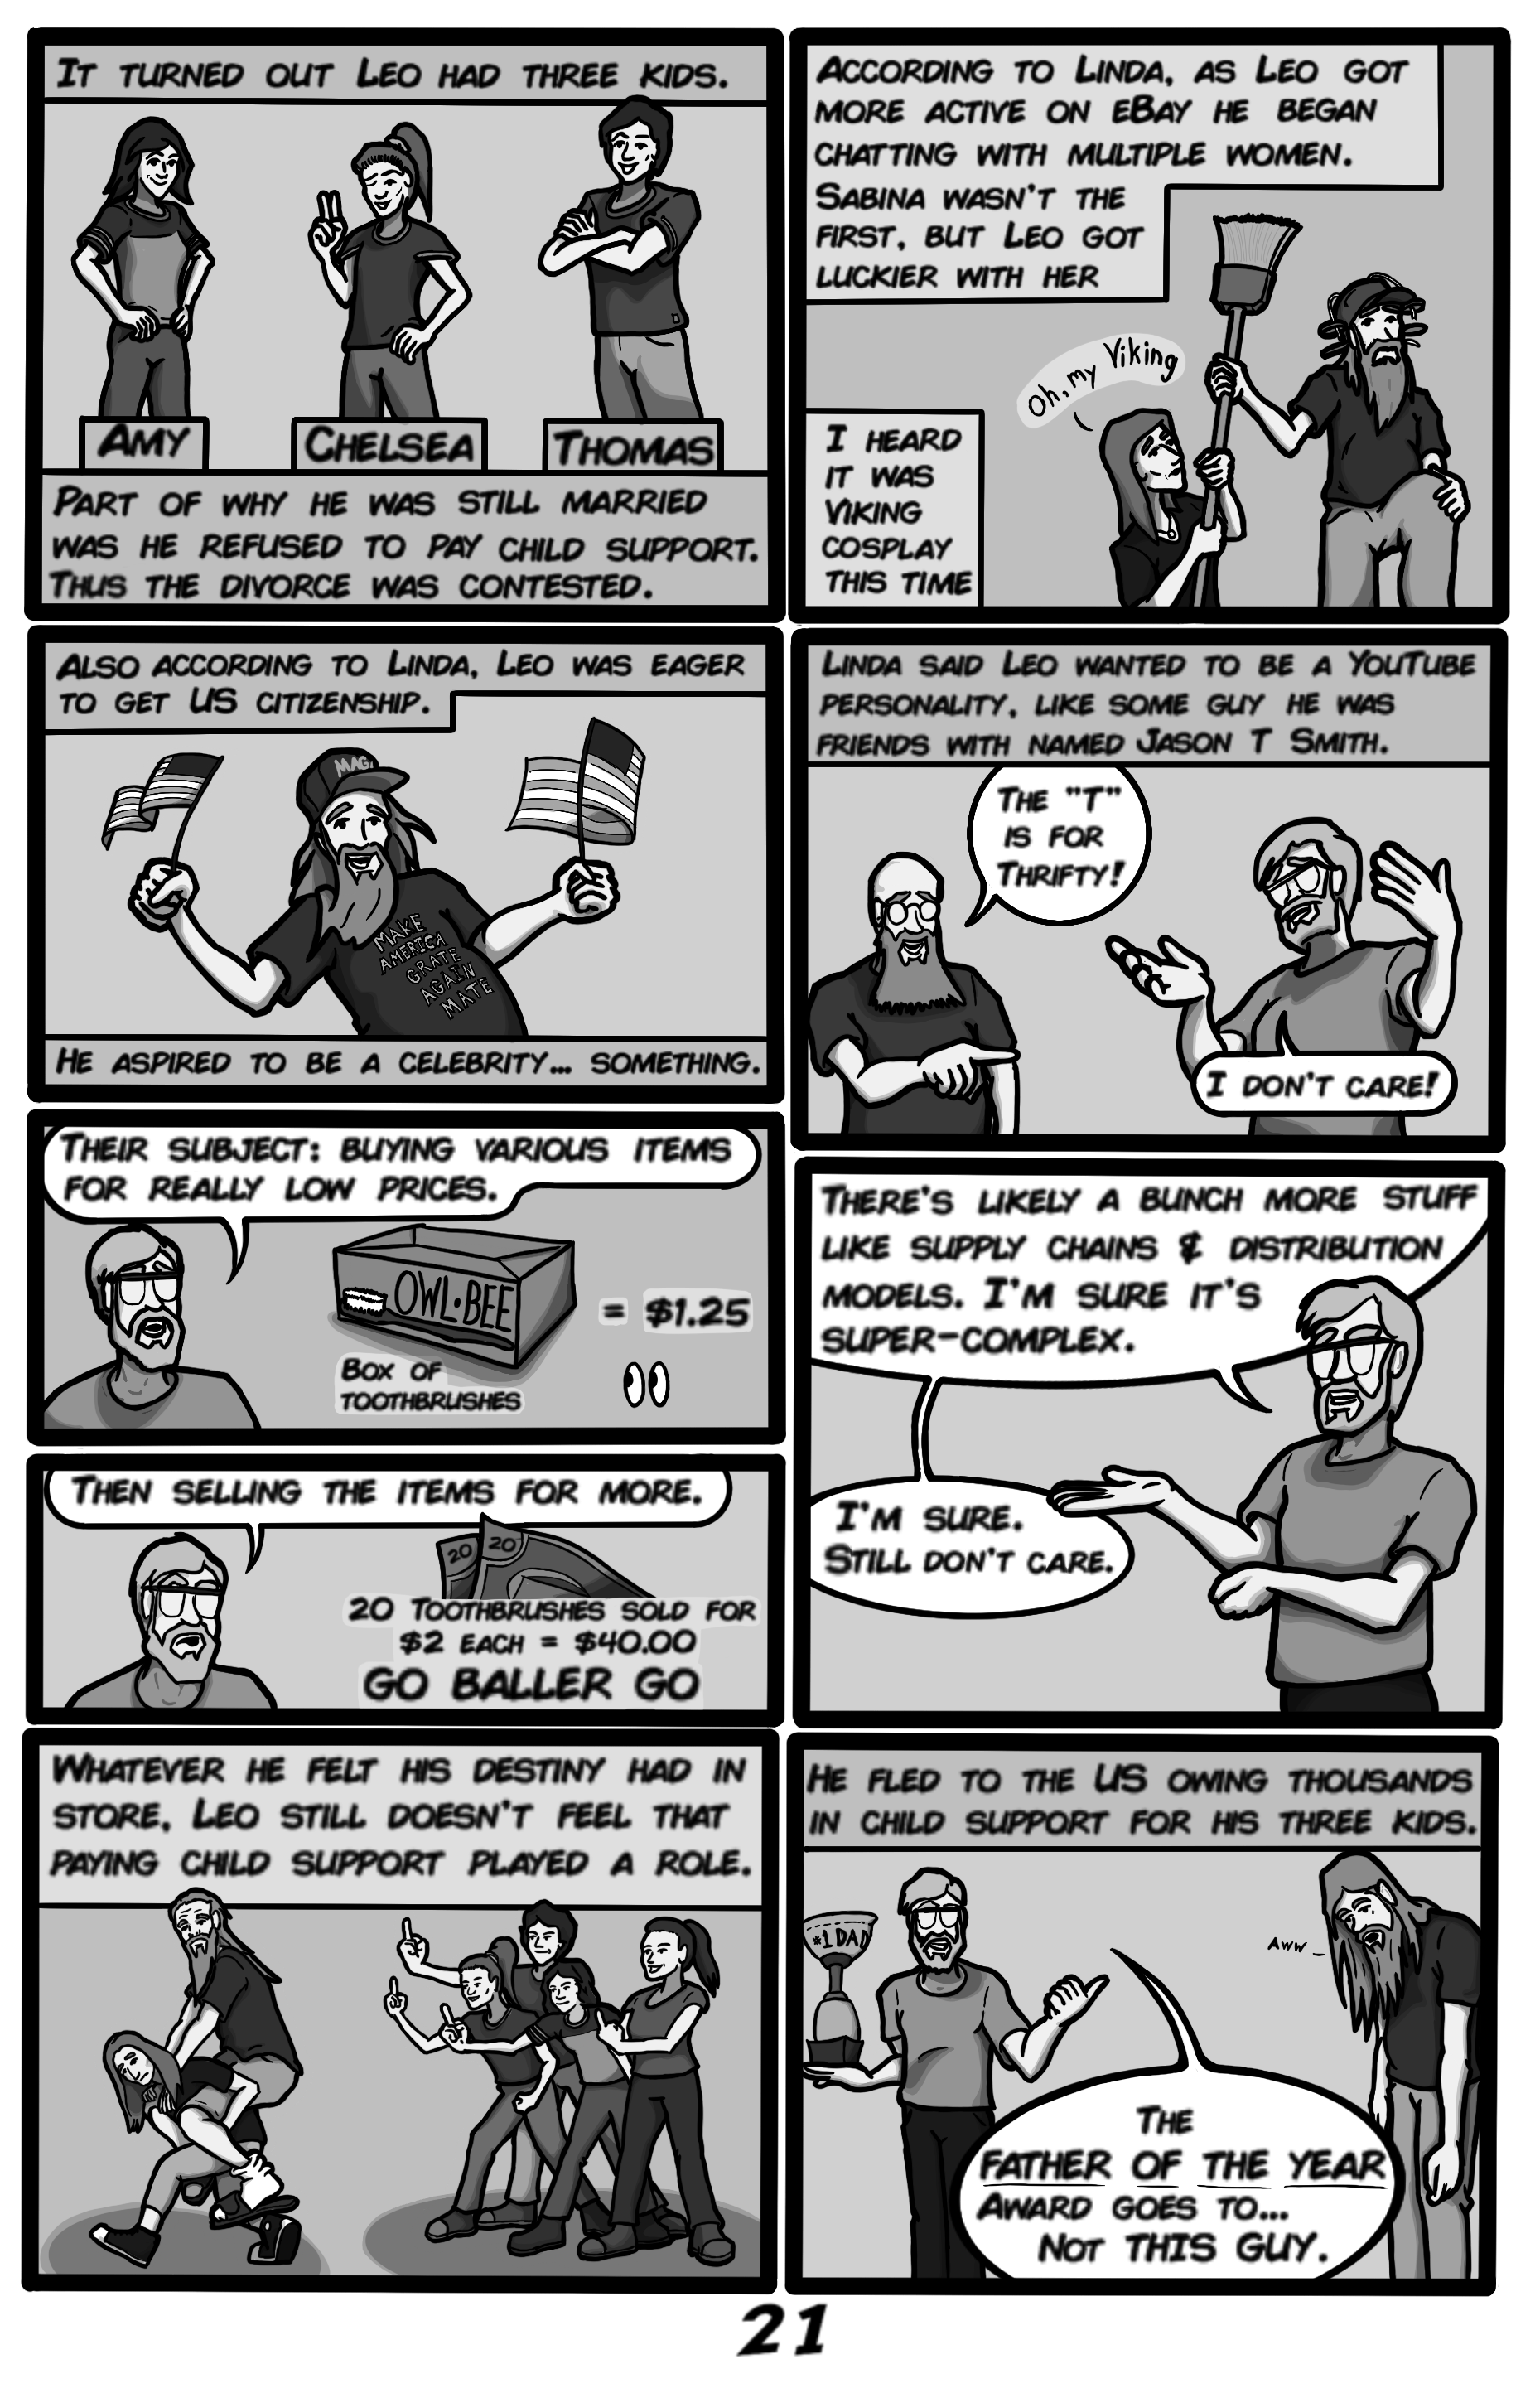 It turned out Leo had three kids.
Amy
Chelsea
Thomas
Part of why he was still married
was he refused to pay child support.
Thus the divorce was contested.
According to Linda, as Leo got
more active on eBay he began
chatting with multiple women.
Sabina wasn't the
first, but Leo got
luckier with her
Oh, my Viking
I heard
it was
Viking
cosplay
this time
Also according to Linda, Leo was eager
to get US citizenship.
MAG
MAKE
AMERICA
GRATE
AGAIN
MATE
He aspired to be a celebrity... something.
Linda said Leo wanted to be a YouTube
personality, like some guy he was
friends with named Jason T Smith.
The "T"
is for
Thrifty!
I don't care!
Their subject: buying various items
for really low prices.
OWL•BEE
= $1.25
Box of
toothbrushes
Then selling the items for more.
20
20
20 Toothbrushes sold for
$2 each = $40.00
GO BALLER GO
There's likely a bunch more stuff
like supply chains & distribution
models. I'm sure it's
super-complex.
I'm sure.
Still don't care.
Whatever he felt his destiny had in
store, Leo still doesn't feel that
paying child support played a role.
He fled to the US owing thousands
in child support for his three kids.
#1 DAD
Aww
The
Father of the Year
Award goes to...
Not this guy.
21